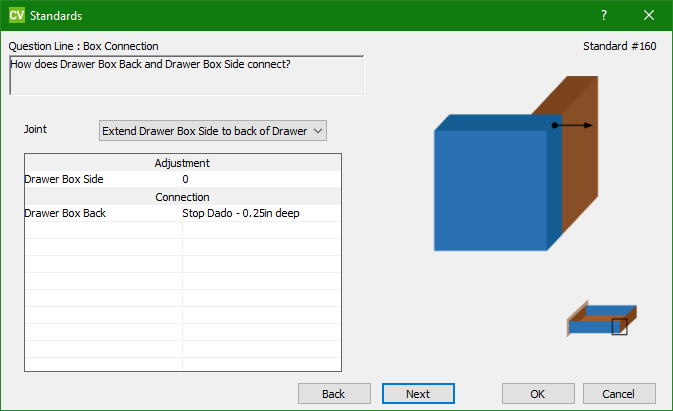 CV Standards
Question Line : Box Connection
Standard #160
How does Drawer Box Back and Drawer Box Side connect?
Joint
Extend Drawer Box Side to back of Drawer
Adjustment
Drawer Box Side 0
Connection
Drawer Box Back Stop Dado - 0.25in deep
Back
Next
OK
Cancel